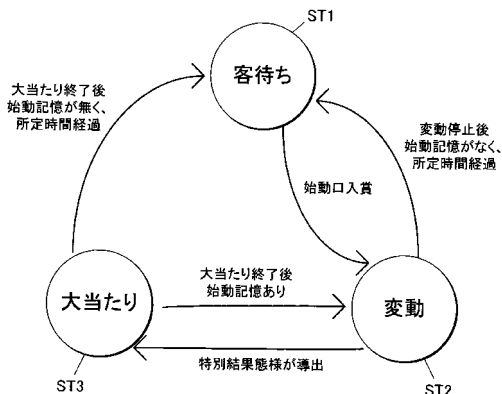 ST1
客待ち
大当たり終了後
始動記憶が無く、
所定時間経過
変動停止後
始動記憶がなく、
所定時間経過
始動口入賞
大当たり
大当たり終了後
始動記憶あり
変動
特別結果態様が導出
ST3
ST2